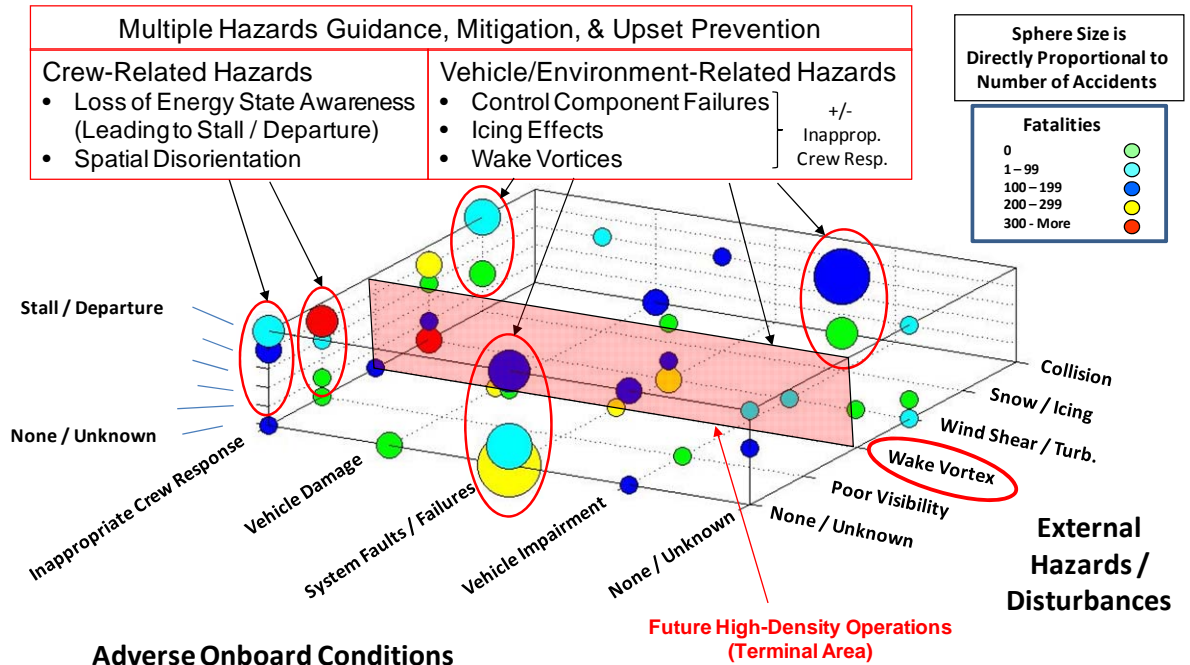 Multiple Hazards Guidance, Mitigation, & Upset Prevention
Crew-Related Hazards
• Loss of Energy State Awareness
(Leading to Stall / Departure)
• Spatial Disorientation
Vehicle/Environment-Related Hazards
• Control Component Failures
• Icing Effects
• Wake Vortices
+/-
Inapprop.
Crew Resp.
Sphere Size is
Directly Proportional to
Number of Accidents
Fatalities
0
1 – 99
100 - 199
200 – 299
300 - More
Stall / Departure
None / Unknown
Inappropriate Crew Response
Vehicle Damage
System Faults / Failures
Vehicle Impairment
None / Unknown
Collision
Snow / Icing
Wind Shear / Turb.
Wake Vortex
Poor Visibility
None / Unknown
External
Hazards /
Disturbances
Future High-Density Operations
(Terminal Area)
Adverse Onboard Conditions